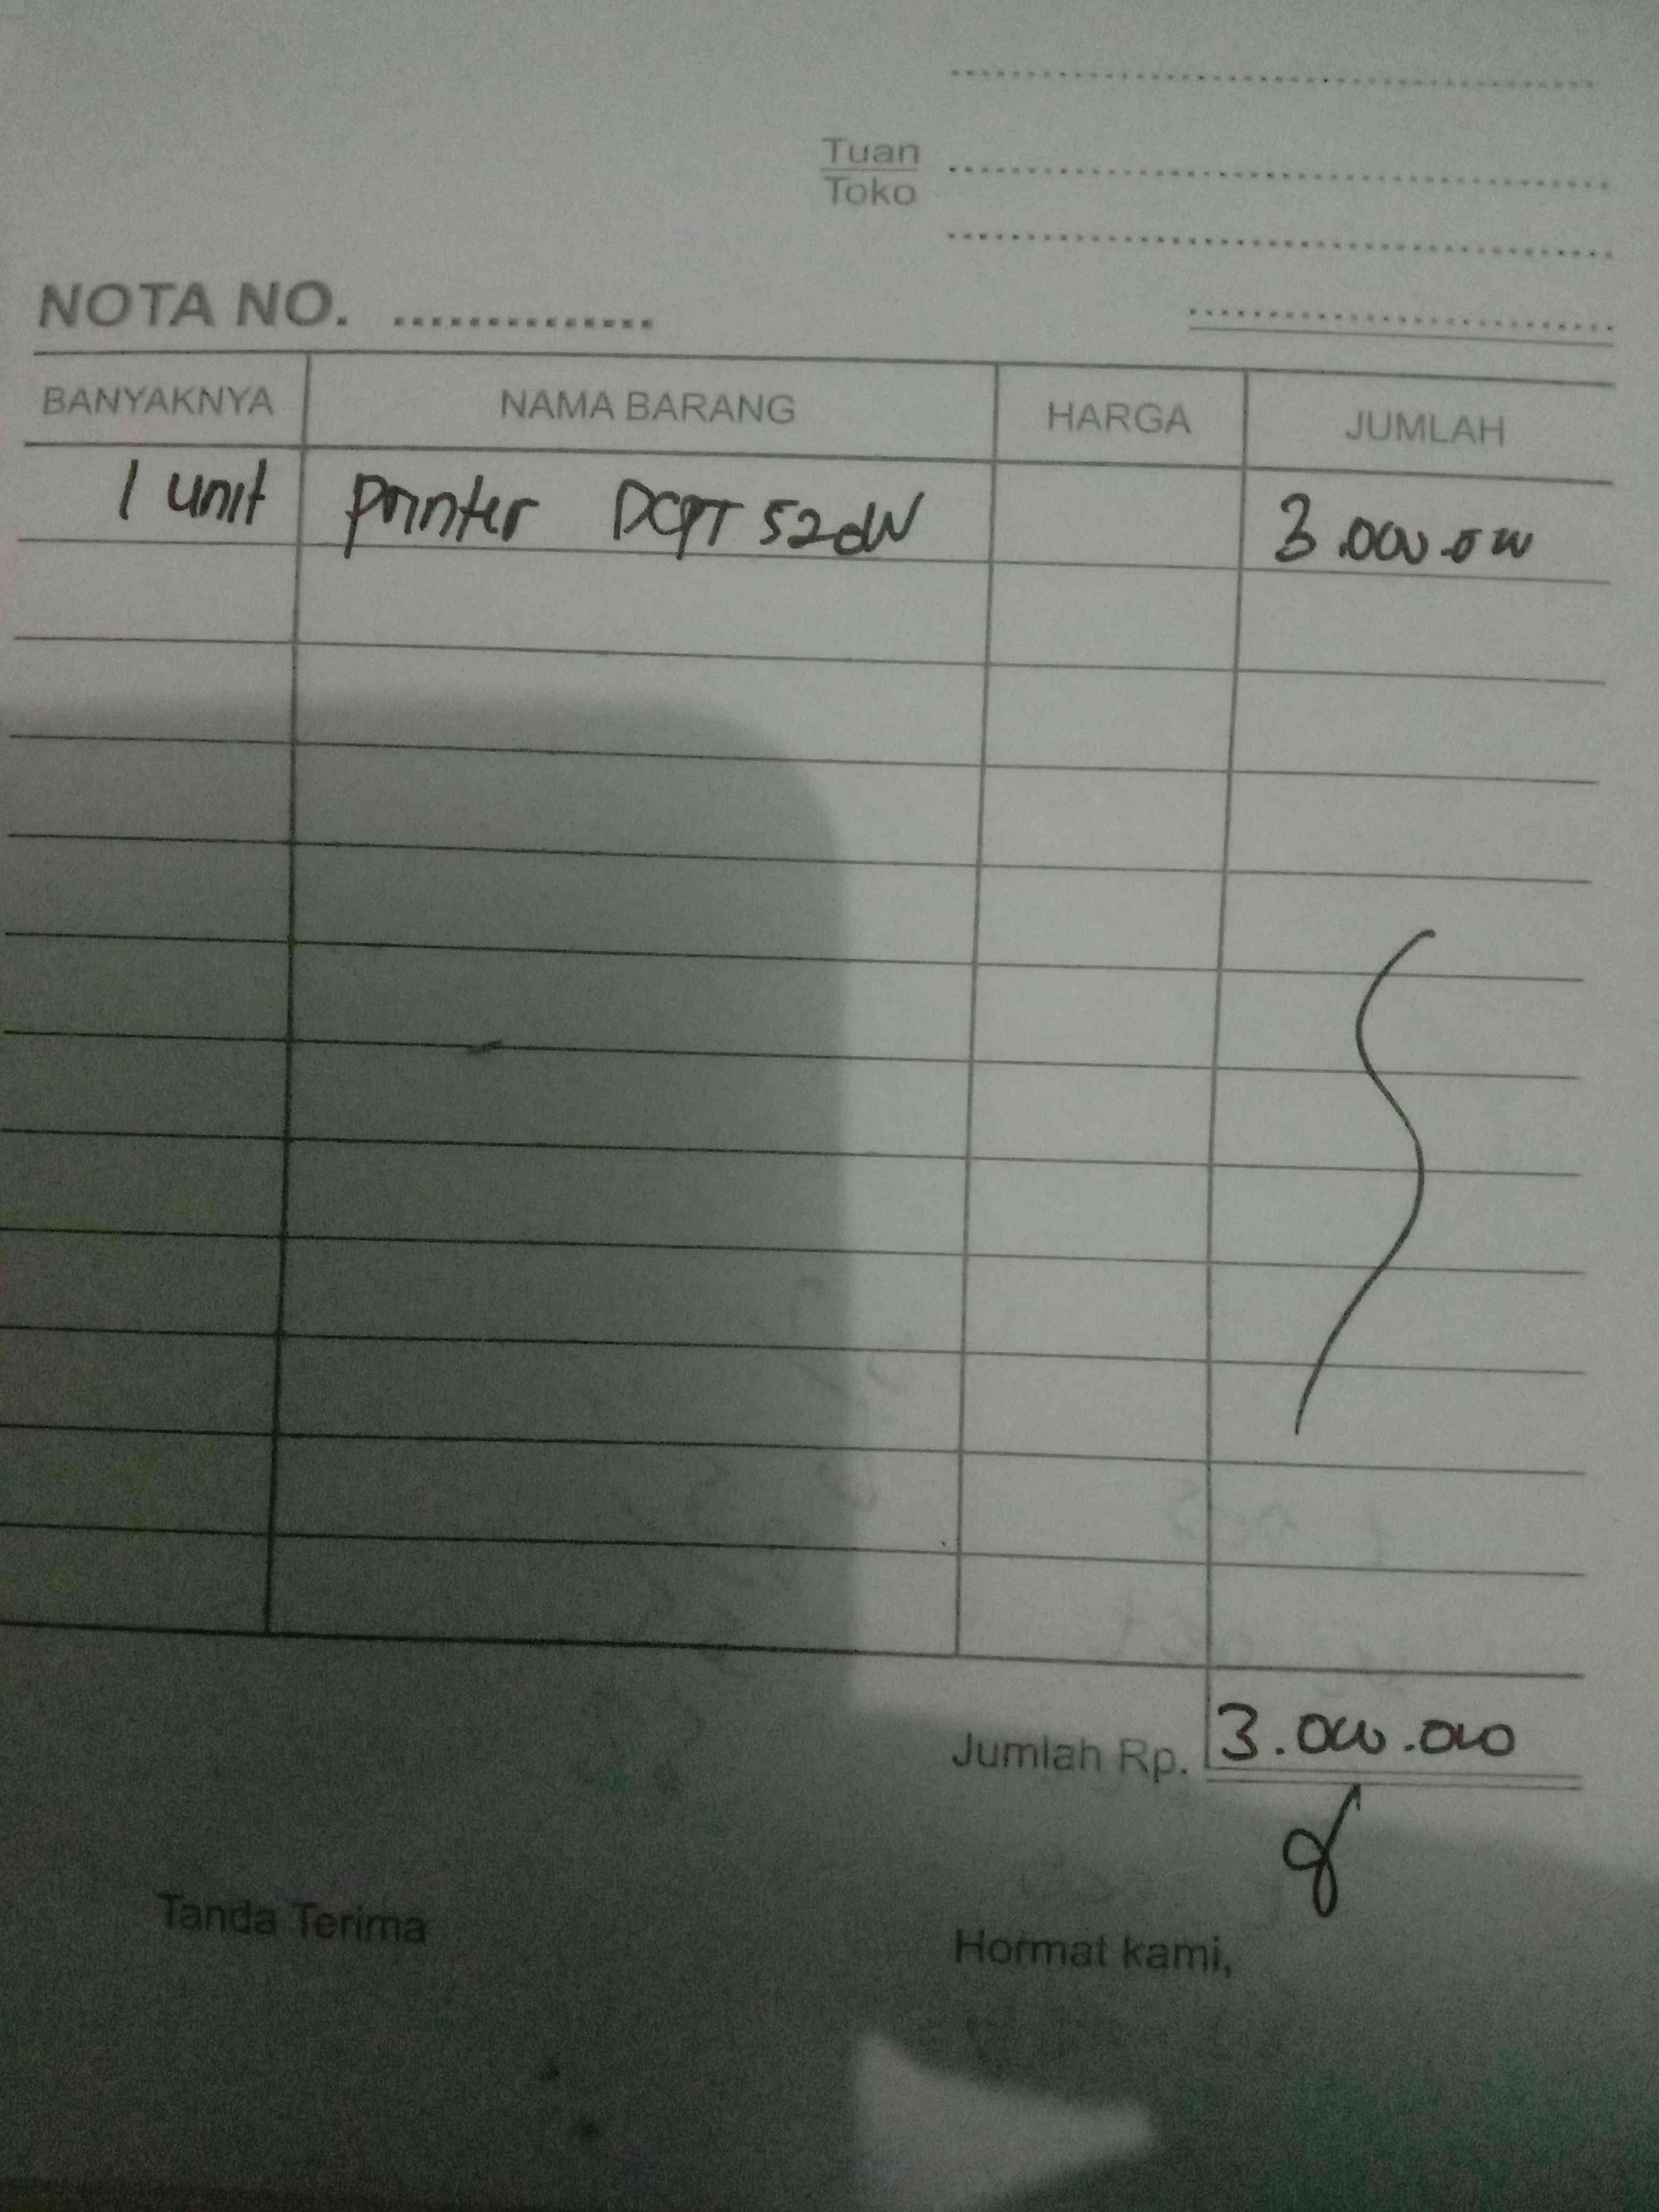 Tuan
Toko
NOTA NO. ..............
BANYAKNYA NAMA BARANG HARGA JUMLAH
1 unit printer DCPT 520W 3.000.000
Jumlah Rp. 3.000.000
Tanda Terima Hormat kami,